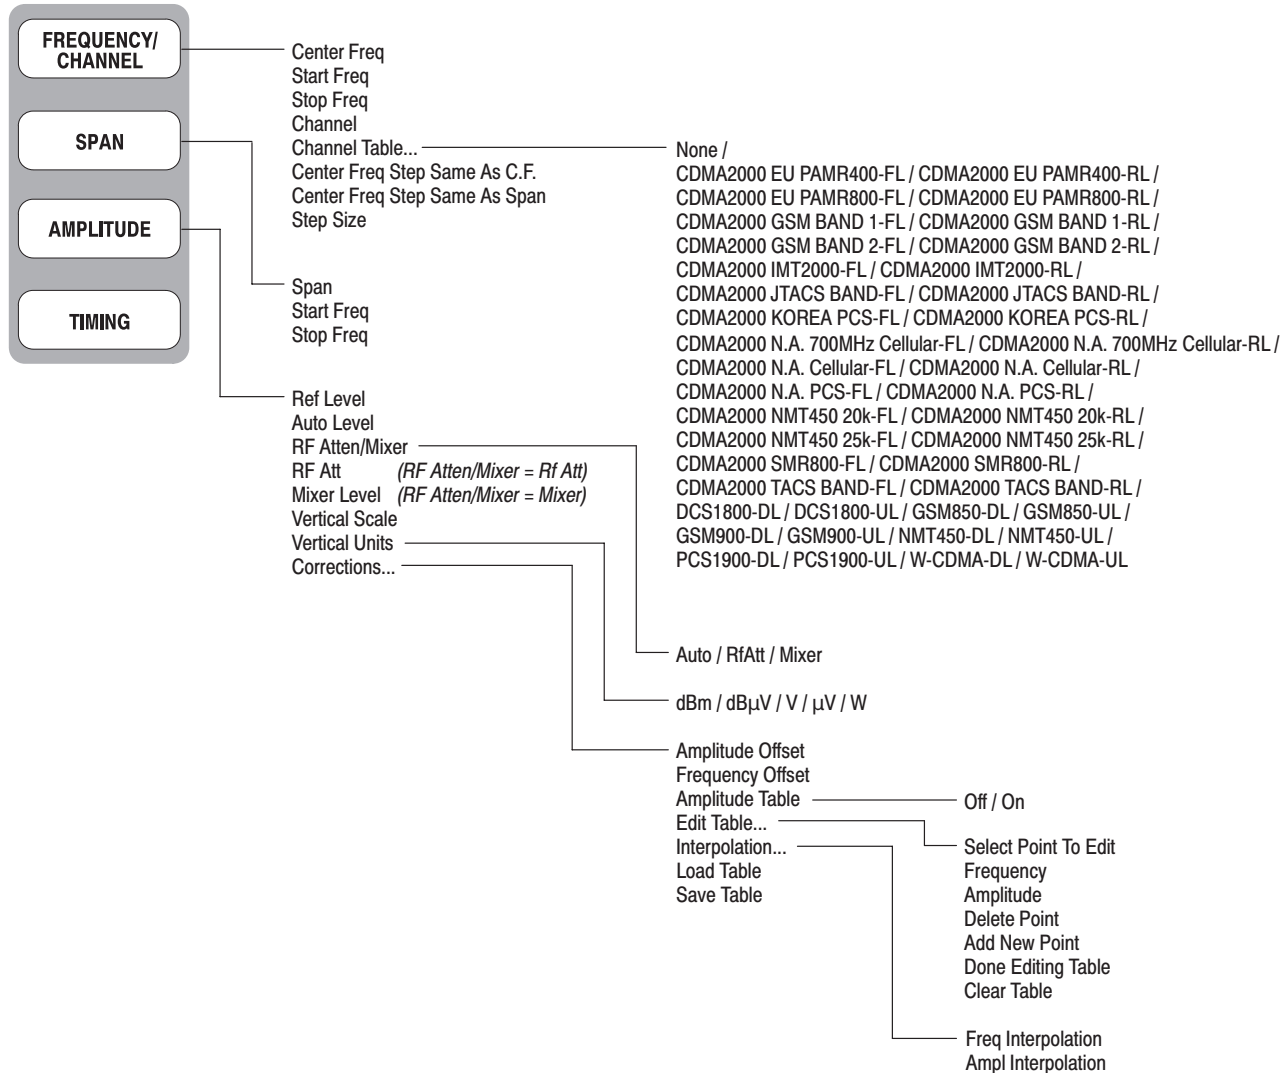 FREQUENCY/
CHANNEL
SPAN
AMPLITUDE
TIMING
Center Freq
Start Freq
Stop Freq
Channel
Channel Table...
Center Freq Step Same As C.F.
Center Freq Step Same As Span
Step Size
None /
CDMA2000 EU PAMR400-FL / CDMA2000 EU PAMR400-RL /
CDMA2000 EU PAMR800-FL / CDMA2000 EU PAMR800-RL /
CDMA2000 GSM BAND 1-FL / CDMA2000 GSM BAND 1-RL /
CDMA2000 GSM BAND 2-FL / CDMA2000 GSM BAND 2-RL /
CDMA2000 IMT2000-FL / CDMA2000 IMT2000-RL /
CDMA2000 JTACS BAND-FL / CDMA2000 JTACS BAND-RL /
CDMA2000 KOREA PCS-FL / CDMA2000 KOREA PCS-RL /
CDMA2000 N.A. 700MHz Cellular-FL / CDMA2000 N.A. 700MHz Cellular-RL /
CDMA2000 N.A. Cellular-FL / CDMA2000 N.A. Cellular-RL /
CDMA2000 N.A. PCS-FL / CDMA2000 N.A. PCS-RL /
CDMA2000 NMT450 20k-FL / CDMA2000 NMT450 20k-RL /
CDMA2000 NMT450 25k-FL / CDMA2000 NMT450 25k-RL /
CDMA2000 SMR800-FL / CDMA2000 SMR800-RL /
CDMA2000 TACS BAND-FL / CDMA2000 TACS BAND-RL /
DCS1800-DL / DCS1800-UL / GSM850-DL / GSM850-UL /
GSM900-DL / GSM900-UL / NMT450-DL / NMT450-UL /
PCS1900-DL / PCS1900-UL / W-CDMA-DL / W-CDMA-UL
Span
Start Freq
Stop Freq
Ref Level
Auto Level
RF Atten/Mixer
RF Att (RF Atten/Mixer = Rf Att)
Mixer Level (RF Atten/Mixer = Mixer)
Vertical Scale
Vertical Units
Corrections...
Auto / RfAtt / Mixer
dBm / dBµV / V / µV / W
Amplitude Offset
Frequency Offset
Amplitude Table
Edit Table...
Interpolation...
Load Table
Save Table
Off / On
Select Point To Edit
Frequency
Amplitude
Delete Point
Add New Point
Done Editing Table
Clear Table
Freq Interpolation
Ampl Interpolation